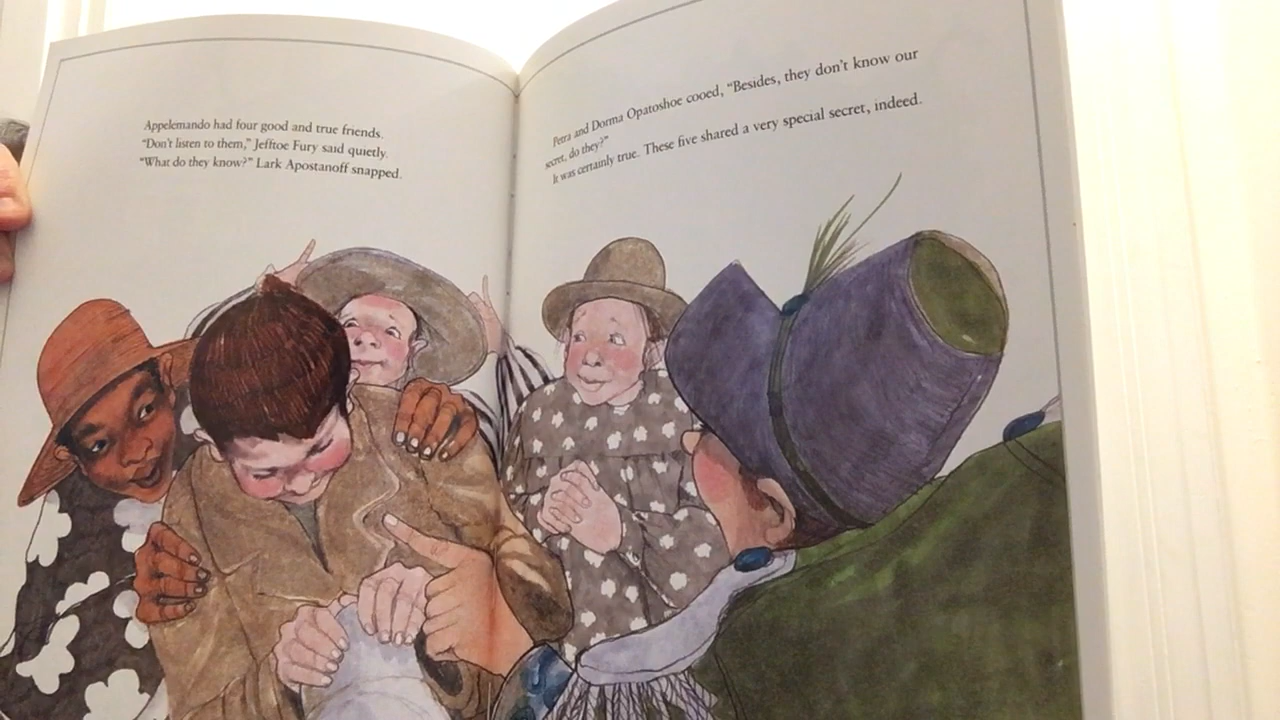 Appelemando had four good and true friends.
"Don't listen to them," Jefftoe Fury said quietly.
"What do they know?" Lark Apostanoff snapped.
Petra and Dorma Opatoshoe cooed, "Besides, they don't know our
secret, do they?"
It was certainly true. These five shared a very special secret, indeed.